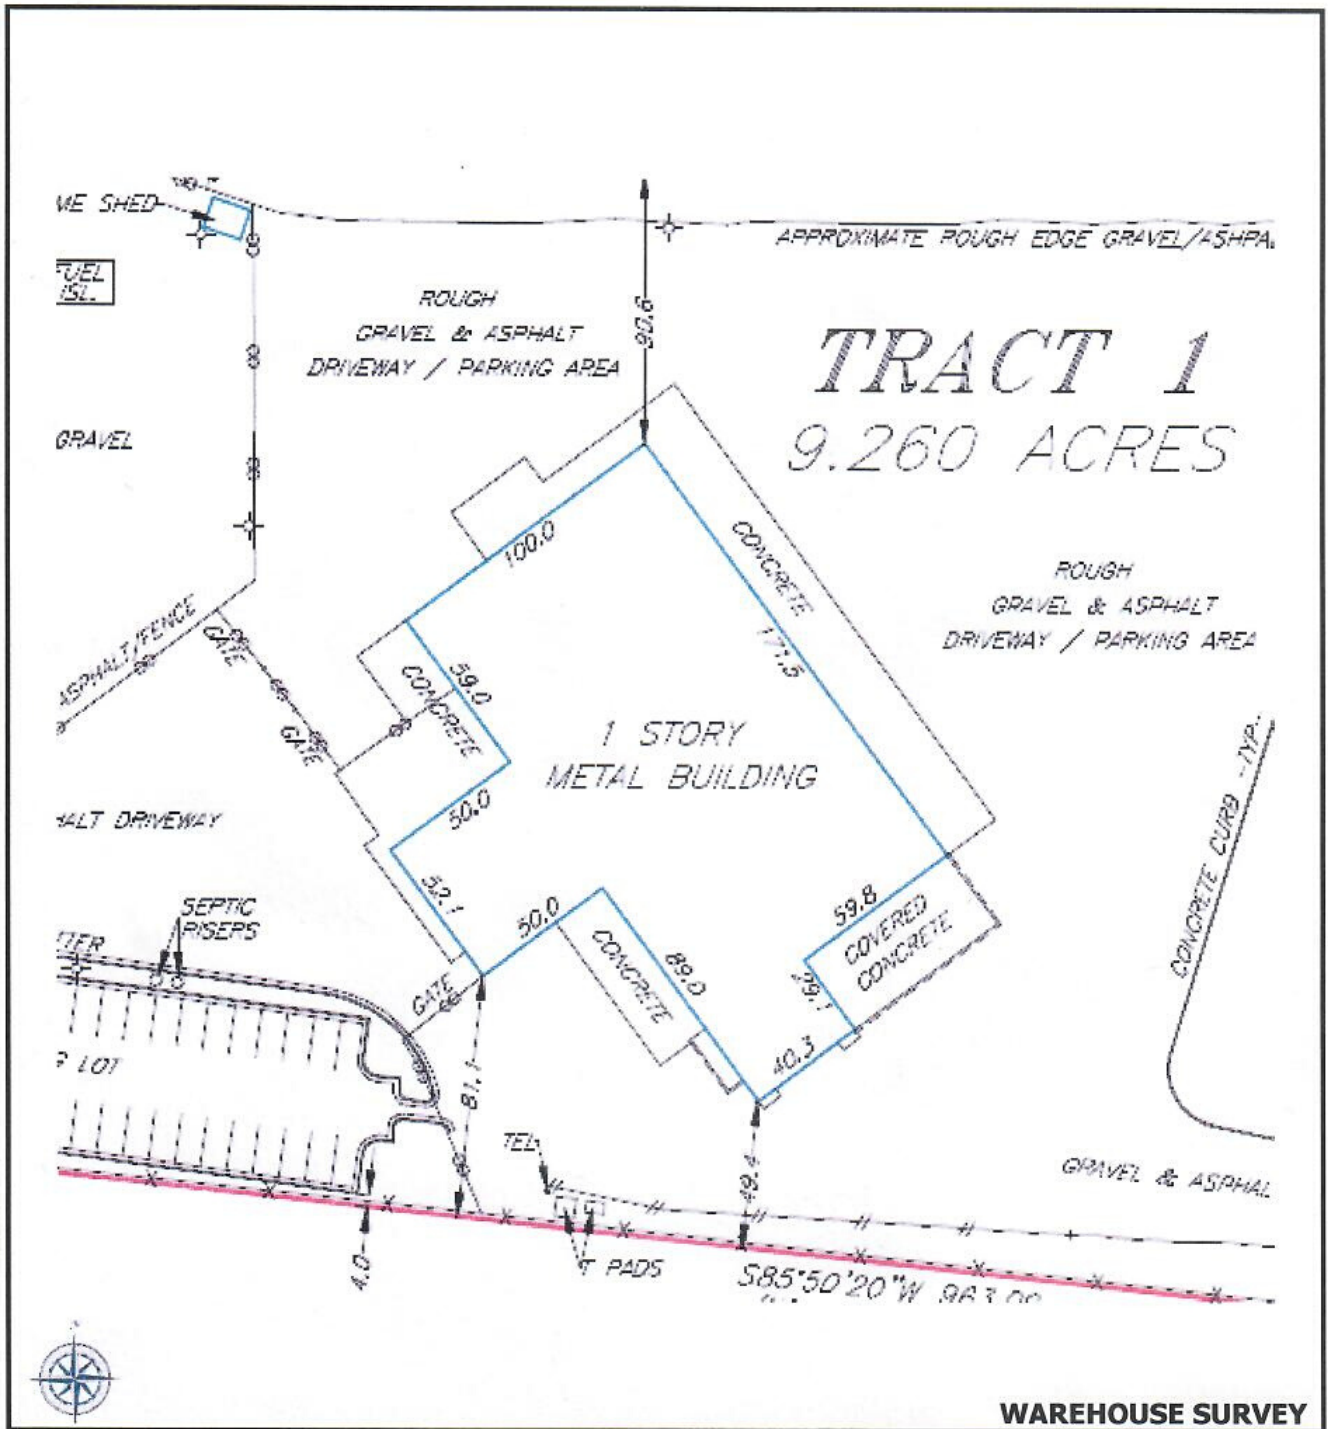 ME SHED
APPROXIMATE ROUGH EDGE GRAVEL/ASHPA
FUEL
ISL.
ROUGH
GRAVEL & ASPHALT
DRIVEWAY / PARKING AREA
90.6
TRACT 1
9.260 ACRES
GRAVEL
100.0
CONCRETE
ROUGH
GRAVEL & ASPHALT
DRIVEWAY / PARKING AREA
ASPHALT/FENCE
GATE
171.5
59.0
CONCRETE
GATE
1 STORY
METAL BUILDING
50.0
CONCRETE CURB -TYP.
HALT DRIVEWAY
52.1
59.8
SEPTIC
RISERS
50.0
COVERED
CONCRETE
TTER
CONCRETE
89.0
29.1
GATE
LOT
40.3
81.1
TEL
49.4
GRAVEL & ASPHAL
4.0
PADS
S85°50'20"W
WAREHOUSE SURVEY